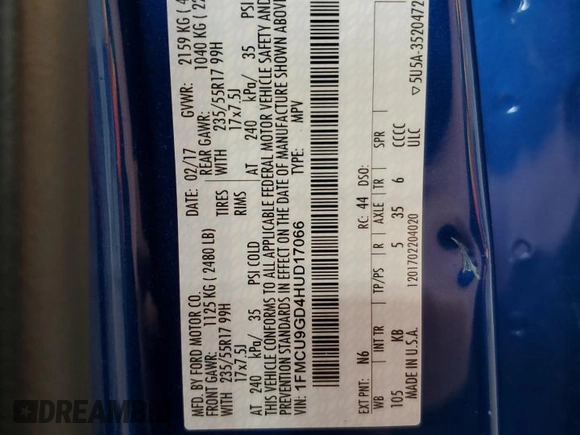 MFD. BY FORD MOTOR CO.
DATE: 02/17 GVWR: 2159 KG
FRONT GAWR: 1125 KG (2480 LB) REAR GAWR: 1040 KG
WITH 235/55R17 99H TIRES WITH 235/55R17 99H
17x7.5J RIMS 17x7.5J
AT 240 kPa/ 35 PSI COLD AT 240 kPa/ 35 PSI
THIS VEHICLE CONFORMS TO ALL APPLICABLE FEDERAL MOTOR VEHICLE SAFETY AND
PREVENTION STANDARDS IN EFFECT ON THE DATE OF MANUFACTURE SHOWN ABOVE
VIN: 1FMCU9GD4HUD17066 TYPE: MPV
EXT PNT: N6 RC: 44 DSO:
WB INT TR TP/PS R AXLE TR SPR
105 KB 5 35 6 CCCC
MADE IN U.S.A. 1201702204020 ULC
▽5U5A-3520472
DREAMBID